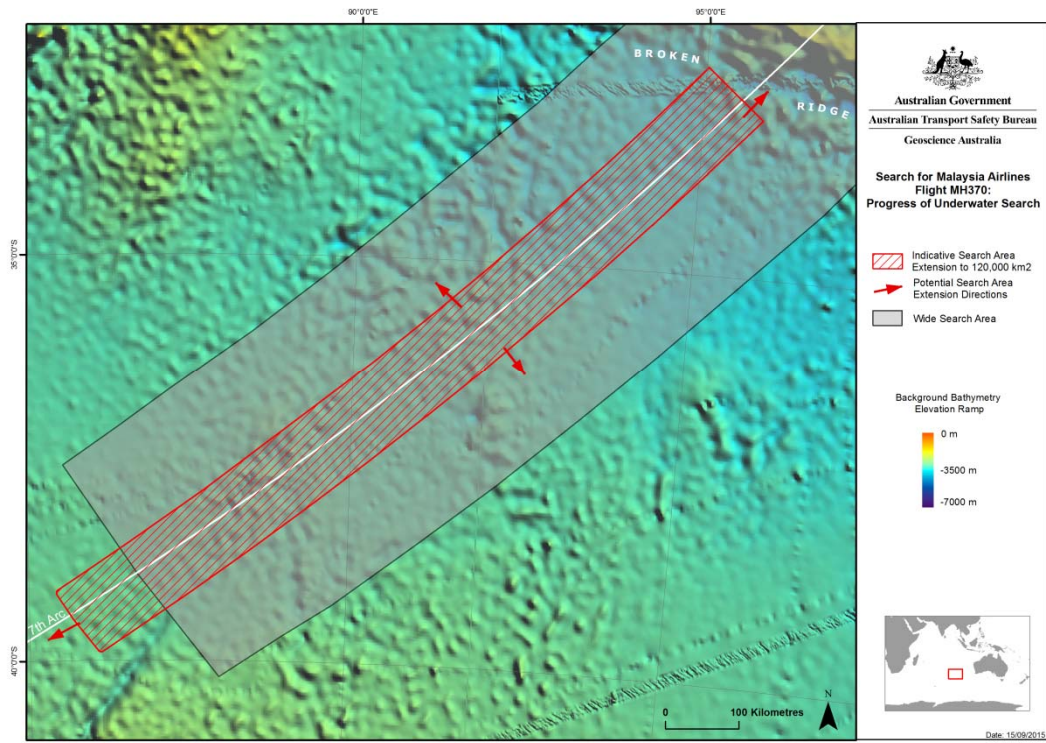 90°0'0"E
95°0'0"E
BROKEN
RIDGE
35°0'0"S
40°0'0"S
7th Arc
0
100 Kilometres
N
Australian Government
Australian Transport Safety Bureau
Geoscience Australia
Search for Malaysia Airlines
Flight MH370:
Progress of Underwater Search
Indicative Search Area
Extension to 120,000 km2
Potential Search Area
Extension Directions
Wide Search Area
Background Bathymetry
Elevation Ramp
0 m
-3500 m
-7000 m
Date: 15/09/2015